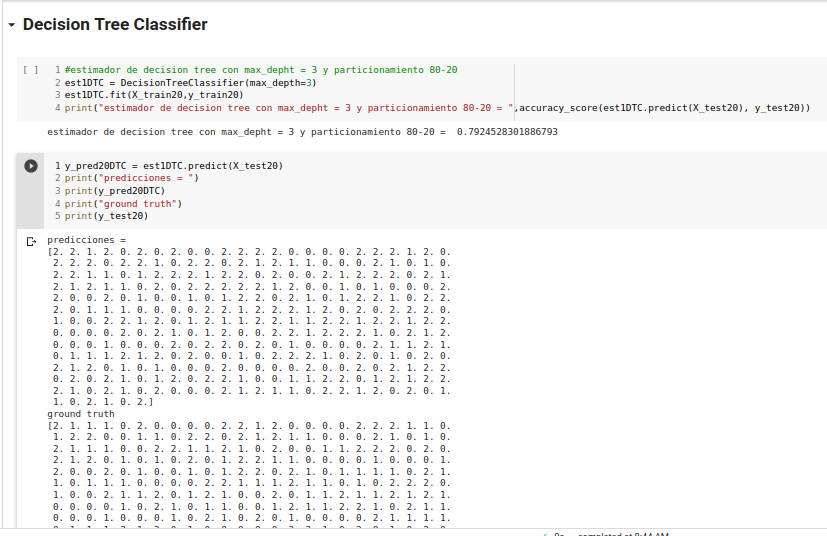 Decision Tree Classifier
[ ]
1 #estimador de decision tree con max_depht = 3 y particionamiento 80-20
2 est1DTC = DecisionTreeClassifier(max_depth=3)
3 est1DTC.fit(X_train20,y_train20)
4 print("estimador de decision tree con max_depht = 3 y particionamiento 80-20 = ",accuracy_score(est1DTC.predict(X_test20), y_test20))
estimador de decision tree con max_depht = 3 y particionamiento 80-20 =  0.7924528301886793
1 y_pred20DTC = est1DTC.predict(X_test20)
2 print("predicciones = ")
3 print(y_pred20DTC)
4 print("ground truth")
5 print(y_test20)
predicciones =
[2. 2. 1. 2. 0. 2. 0. 2. 0. 0. 2. 2. 2. 2. 0. 0. 0. 0. 2. 2. 2. 1. 2. 0.
2. 2. 2. 0. 2. 2. 1. 0. 2. 2. 0. 2. 1. 2. 1. 1. 0. 0. 0. 2. 1. 0. 1. 0.
2. 2. 1. 1. 0. 1. 2. 2. 2. 1. 2. 2. 0. 2. 0. 0. 2. 1. 2. 2. 2. 0. 2. 1.
2. 1. 2. 1. 1. 0. 2. 0. 2. 2. 2. 2. 2. 1. 2. 0. 0. 1. 0. 1. 0. 0. 0. 2.
2. 0. 0. 2. 0. 1. 0. 0. 1. 0. 1. 2. 0. 2. 1. 0. 1. 0. 1. 2. 2. 1. 0. 2.
2. 0. 1. 1. 1. 0. 0. 0. 0. 2. 2. 1. 2. 2. 2. 1. 2. 0. 2. 0. 2. 2. 2. 0.
1. 0. 0. 2. 2. 1. 2. 0. 1. 2. 1. 1. 2. 2. 1. 1. 2. 2. 1. 2. 2. 1. 2. 2.
0. 0. 0. 0. 2. 0. 2. 1. 0. 1. 2. 0. 0. 2. 2. 1. 2. 2. 2. 1. 0. 2. 1. 2.
0. 0. 0. 1. 0. 0. 0. 2. 2. 0. 0. 2. 0. 1. 0. 0. 0. 0. 2. 1. 1. 2. 1.
0. 1. 1. 1. 2. 1. 2. 0. 2. 0. 0. 1. 0. 2. 2. 2. 1. 0. 2. 0. 1. 0. 2. 0.
2. 1. 2. 0. 1. 0. 1. 0. 0. 2. 0. 0. 0. 0. 2. 0. 0. 2. 0. 2. 1. 2. 2.
0. 2. 0. 2. 1. 0. 1. 2. 0. 2. 2. 1. 0. 0. 1. 1. 2. 2. 0. 1. 2. 1. 2. 2.
2. 1. 0. 2. 1. 0. 2. 0. 0. 0. 2. 1. 2. 1. 1. 0. 2. 2. 1. 2. 0. 2. 0. 1.
1. 0. 2. 1. 0. 2.]
ground truth
[2. 1. 1. 1. 0. 2. 0. 0. 0. 0. 2. 2. 1. 2. 0. 0. 0. 0. 2. 2. 2. 1. 1. 0.
1. 2. 2. 0. 0. 1. 1. 0. 2. 2. 0. 2. 1. 2. 1. 1. 0. 0. 0. 2. 1. 0. 1. 0.
2. 1. 1. 1. 0. 0. 2. 2. 1. 1. 2. 1. 0. 2. 0. 0. 1. 1. 2. 2. 2. 0. 2. 0.
2. 1. 2. 0. 1. 0. 2. 0. 1. 2. 2. 1. 1. 0. 0. 0. 0. 1. 0. 0. 0. 1.
2. 0. 0. 2. 0. 1. 0. 0. 1. 0. 1. 2. 2. 0. 2. 1. 0. 1. 1. 1. 1. 0. 2. 1.
1. 0. 1. 1. 0. 0. 0. 0. 2. 2. 1. 1. 2. 1. 1. 1. 0. 1. 0. 2. 2. 2. 0.
1. 0. 0. 2. 1. 1. 2. 0. 1. 2. 1. 0. 0. 2. 0. 1. 1. 2. 1. 1. 2. 1. 2. 1.
0. 0. 0. 0. 1. 0. 2. 1. 0. 1. 1. 0. 0. 1. 2. 1. 1. 2. 2. 1. 0. 2. 1. 1.
0. 0. 0. 1. 0. 0. 0. 1. 0. 2. 1. 0. 2. 0. 1. 0. 0. 0. 0. 2. 1. 1. 1. 1.